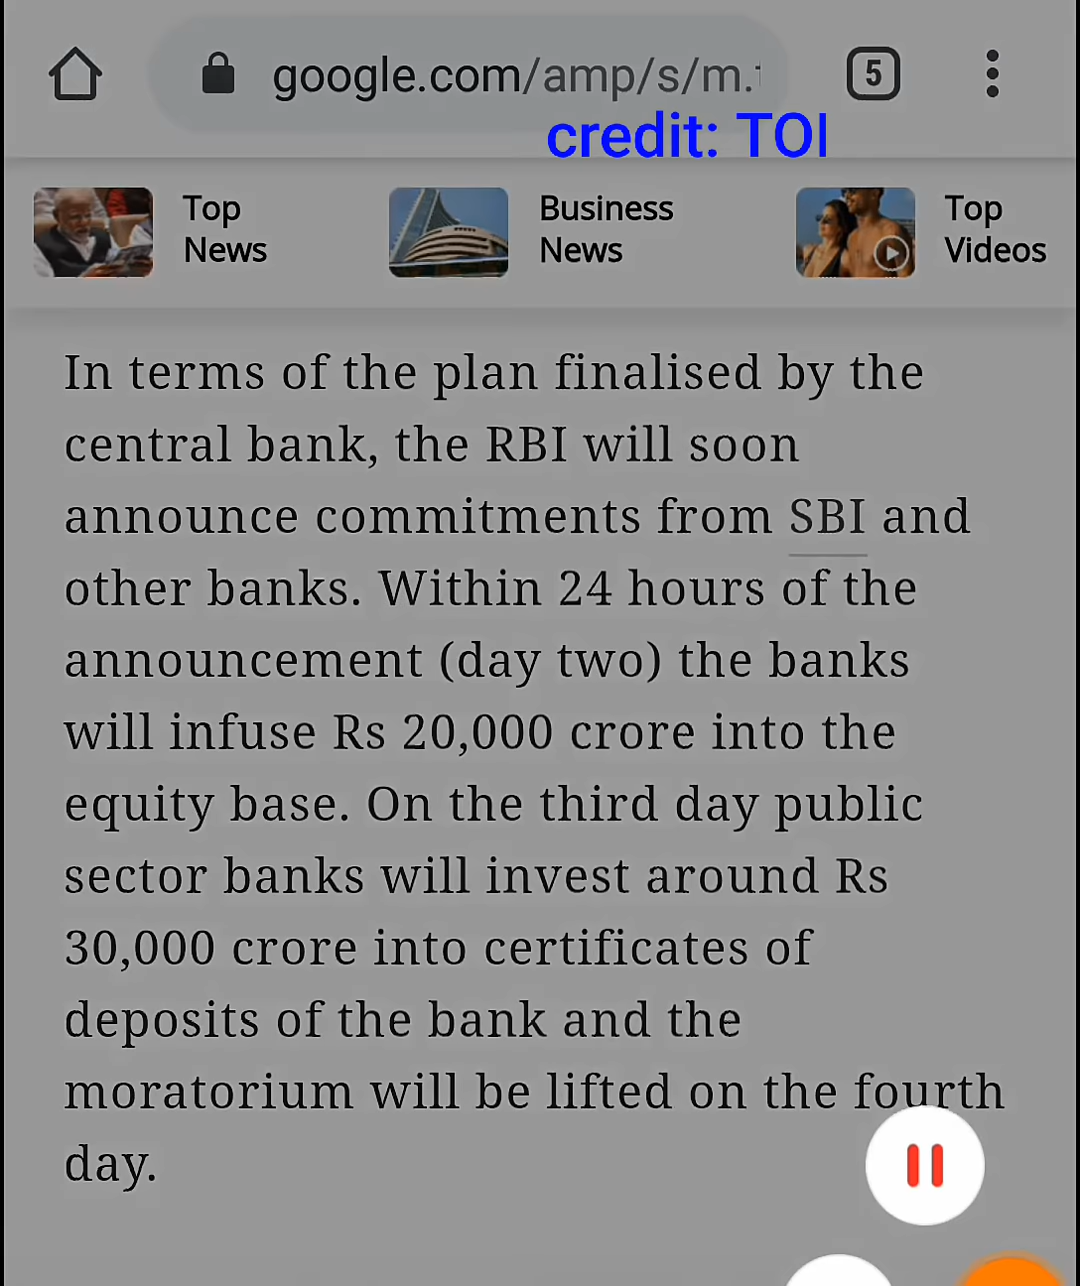 google.com/amp/s/m.
5
credit: TOI
Top
News
Business
News
Top
Videos
In terms of the plan finalised by the
central bank, the RBI will soon
announce commitments from SBI and
other banks. Within 24 hours of the
announcement (day two) the banks
will infuse Rs 20,000 crore into the
equity base. On the third day public
sector banks will invest around Rs
30,000 crore into certificates of
deposits of the bank and the
moratorium will be lifted on the fourth
day.